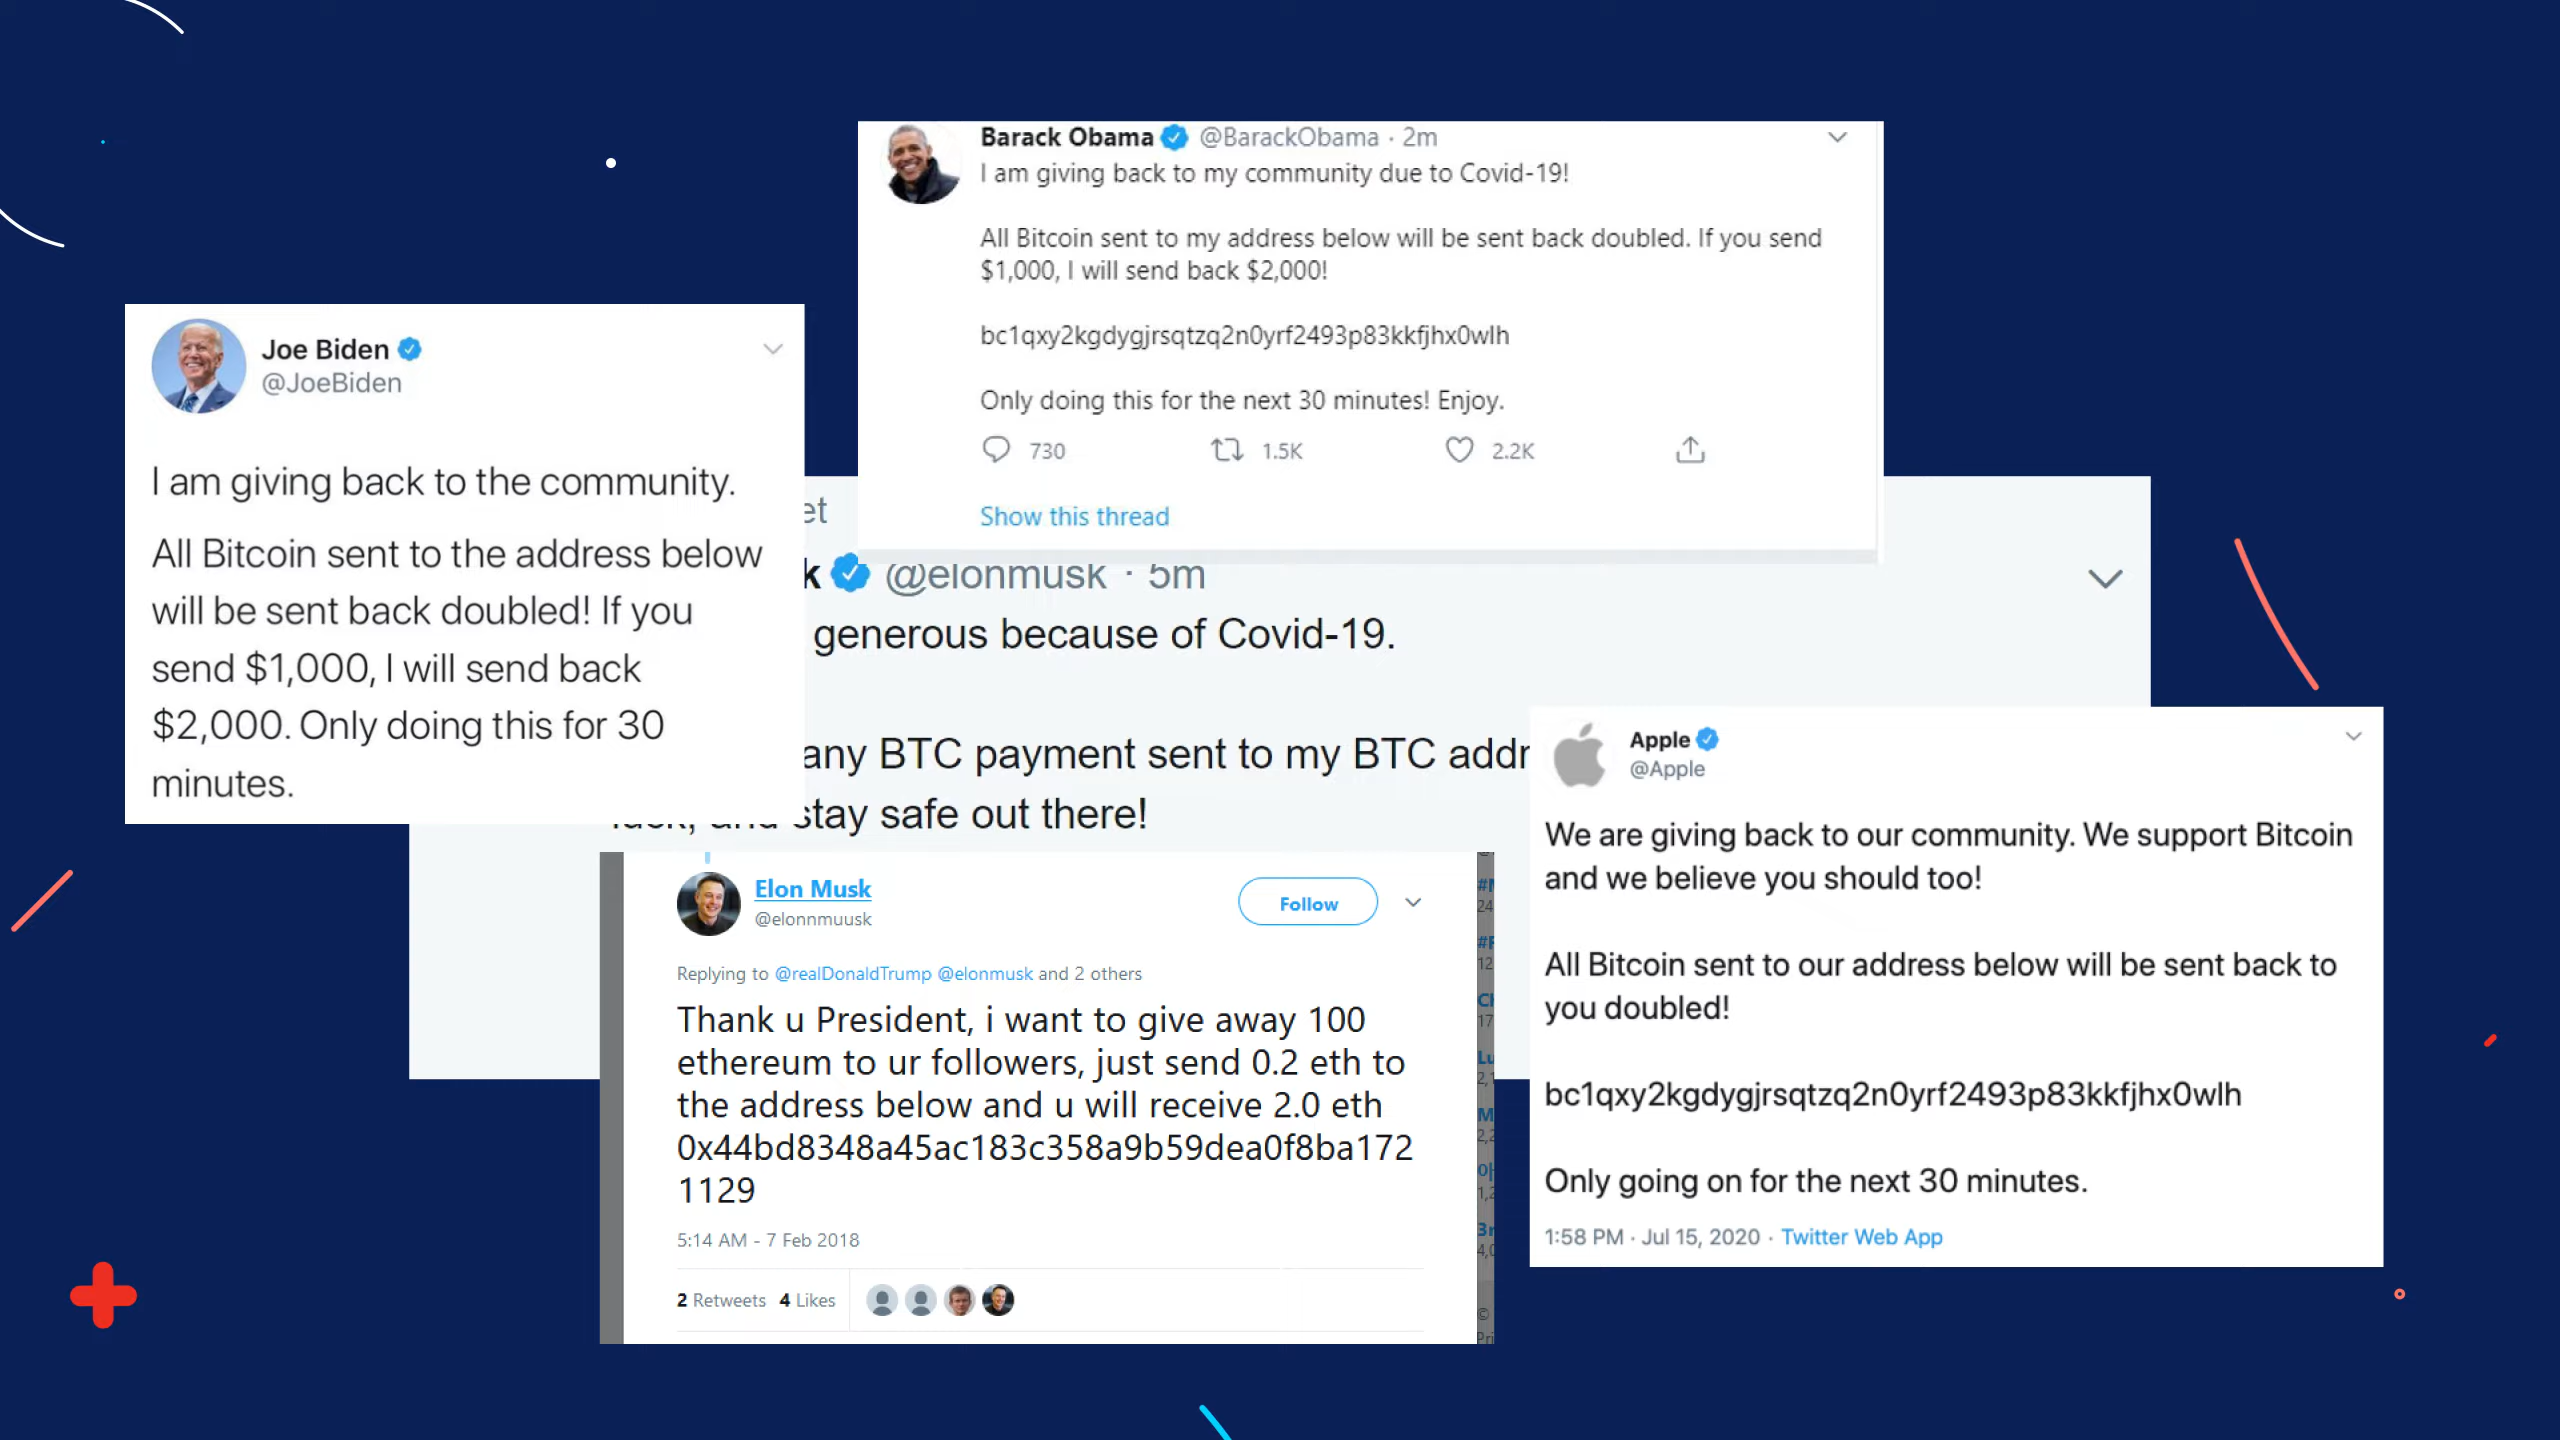 Barack Obama @BarackObama · 2m
I am giving back to my community due to Covid-19!
All Bitcoin sent to my address below will be sent back doubled. If you send
$1,000, I will send back $2,000!
bc1qxy2kgdygjrsqtzq2n0yrf2493p83kkfjhx0wlh
Only doing this for the next 30 minutes! Enjoy.
730 1.5K 2.2K
Show this thread
Joe Biden
@JoeBiden
I am giving back to the community.
All Bitcoin sent to the address below
will be sent back doubled! If you
send $1,000, I will send back
$2,000. Only doing this for 30
minutes.
et
k @elonmusk · 5m
generous because of Covid-19.
any BTC payment sent to my BTC addr
stay safe out there!
Elon Musk
@elonnmuusk
Follow
Replying to @realDonaldTrump @elonmusk and 2 others
Thank u President, i want to give away 100
ethereum to ur followers, just send 0.2 eth to
the address below and u will receive 2.0 eth
0x44bd8348a45ac183c358a9b59dea0f8ba172
1129
5:14 AM - 7 Feb 2018
2 Retweets 4 Likes
Apple
@Apple
We are giving back to our community. We support Bitcoin
and we believe you should too!
All Bitcoin sent to our address below will be sent back to
you doubled!
bc1qxy2kgdygjrsqtzq2n0yrf2493p83kkfjhx0wlh
Only going on for the next 30 minutes.
1:58 PM · Jul 15, 2020 · Twitter Web App